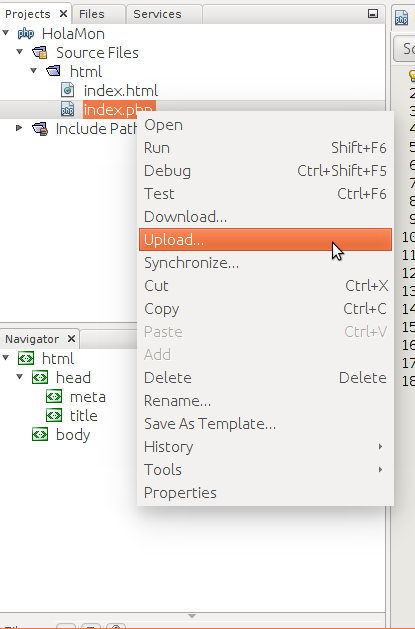 Projects Files Services
php HolaMon
Source Files
html
index.html
index.php
Include Path
Open
Run Shift+F6
Debug Ctrl+Shift+F5
Test Ctrl+F6
Download...
Upload...
Synchronize...
Cut Ctrl+X
Copy Ctrl+C
Paste Ctrl+V
Add
Delete Delete
Rename...
Save As Template...
History
Tools
Properties
Navigator
html
head
meta
title
body
So
2
3
4
5
6
7
8
9
10
11
12
13
14
15
16
17
18